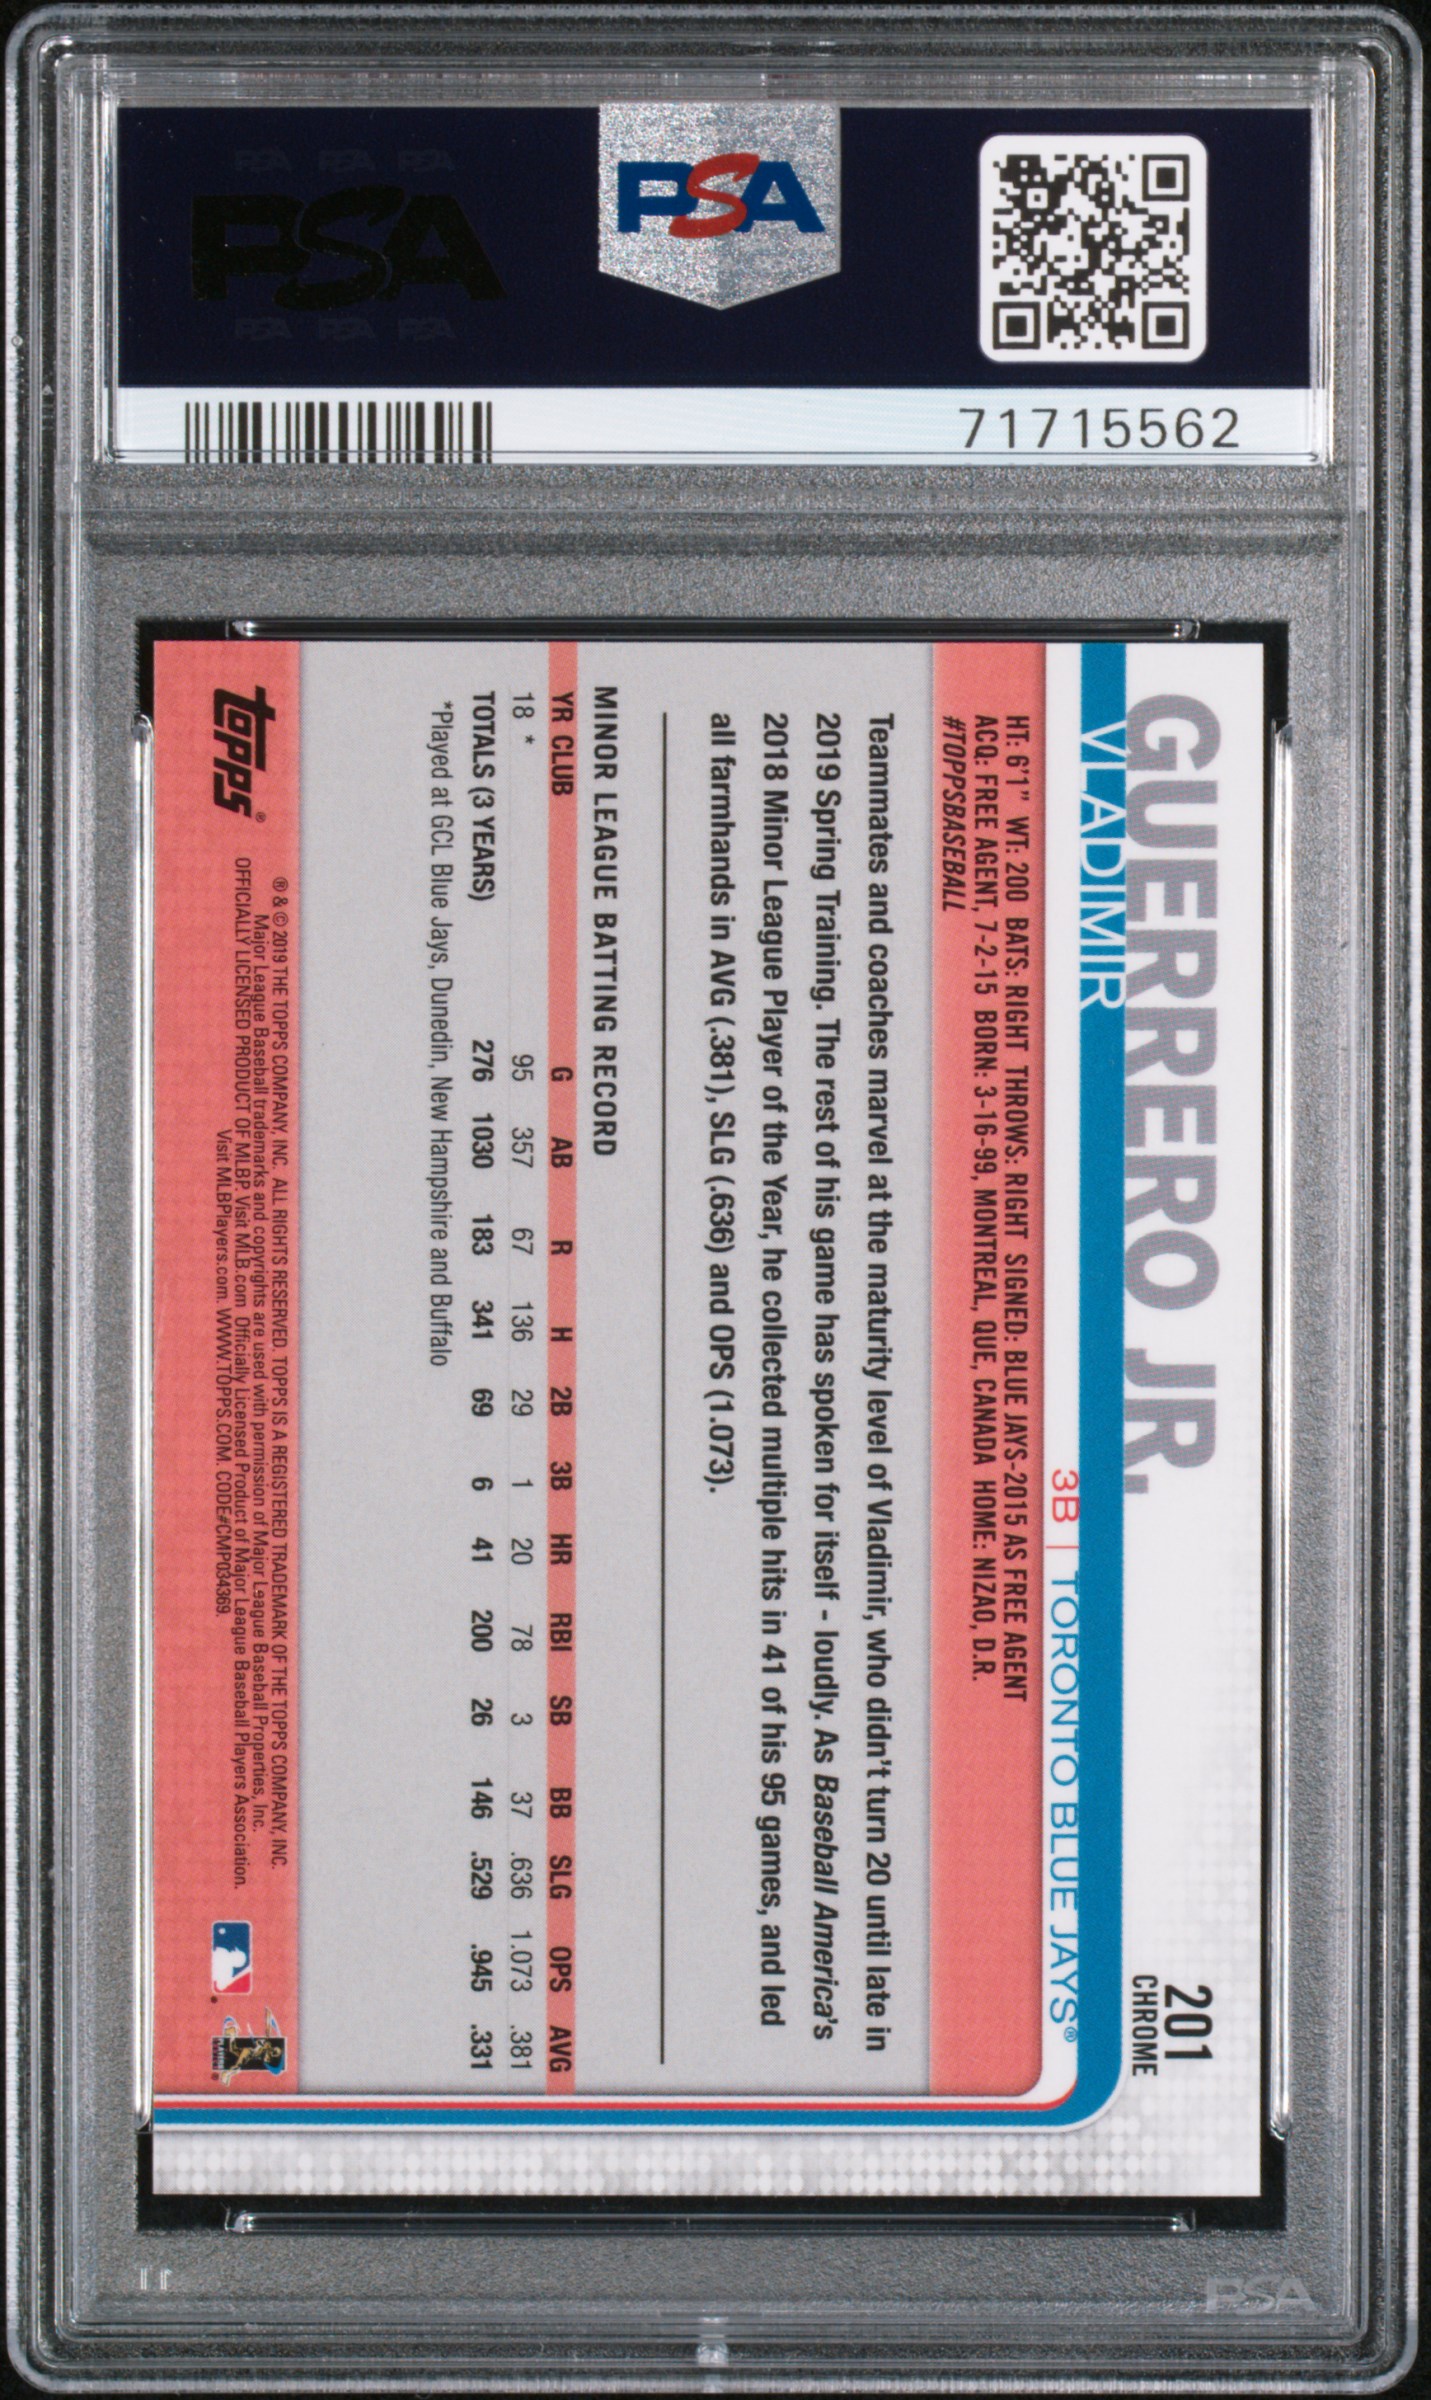 PSA PSA PSA
PSA
PSA PSA PSA
PSA
71715562
201
CHROME
GUERRERO JR.
VLADIMIR
3B | TORONTO BLUE JAYS®
HT: 6'1" WT: 200 BATS: RIGHT THROWS: RIGHT SIGNED: BLUE JAYS-2015 AS FREE AGENT
ACQ: FREE AGENT, 7-2-15 BORN: 3-16-99, MONTREAL, QUE, CANADA HOME: NIZAO, D.R.
#TOPPSBASEBALL
Teammates and coaches marvel at the maturity level of Vladimir, who didn't turn 20 until late in
2019 Spring Training. The rest of his game has spoken for itself - loudly. As Baseball America's
2018 Minor League Player of the Year, he collected multiple hits in 41 of his 95 games, and led
all farmhands in AVG (.381), SLG (.636) and OPS (1.073).
MINOR LEAGUE BATTING RECORD
YR CLUB G AB R H 2B 3B HR RBI SB BB SLG OPS AVG
18 * 95 357 67 136 29 1 20 78 3 37 .636 1.073 .381
TOTALS (3 YEARS) 276 1030 183 341 69 6 41 200 26 146 .529 .945 .331
*Played at GCL Blue Jays, Dunedin, New Hampshire and Buffalo
topps®
® & © 2019 THE TOPPS COMPANY, INC. ALL RIGHTS RESERVED. TOPPS IS A REGISTERED TRADEMARK OF THE TOPPS COMPANY, INC.
Major League Baseball trademarks and copyrights are used with permission of Major League Baseball Properties, Inc.
OFFICIALLY LICENSED PRODUCT OF MLBP. Visit MLB.com Officially Licensed Product of Major League Baseball Players Association.
Visit MLBPlayers.com. WWW.TOPPS.COM. CODE#CMP034369.
PSA